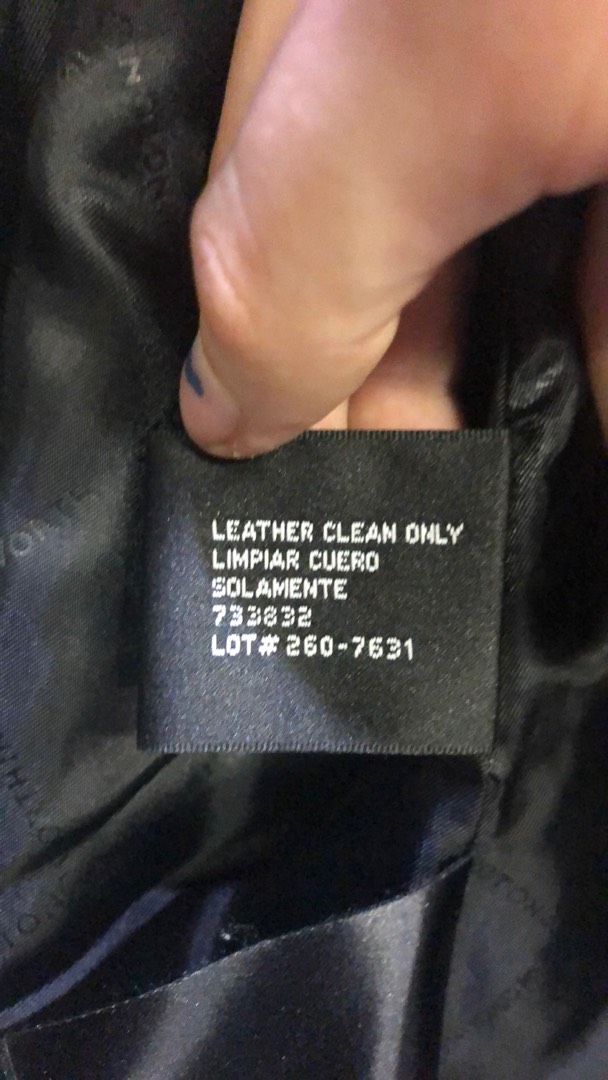 LEATHER CLEAN ONLY
LIMPIAR CUERO
SOLAMENTE
733832
LOT# 260-7631